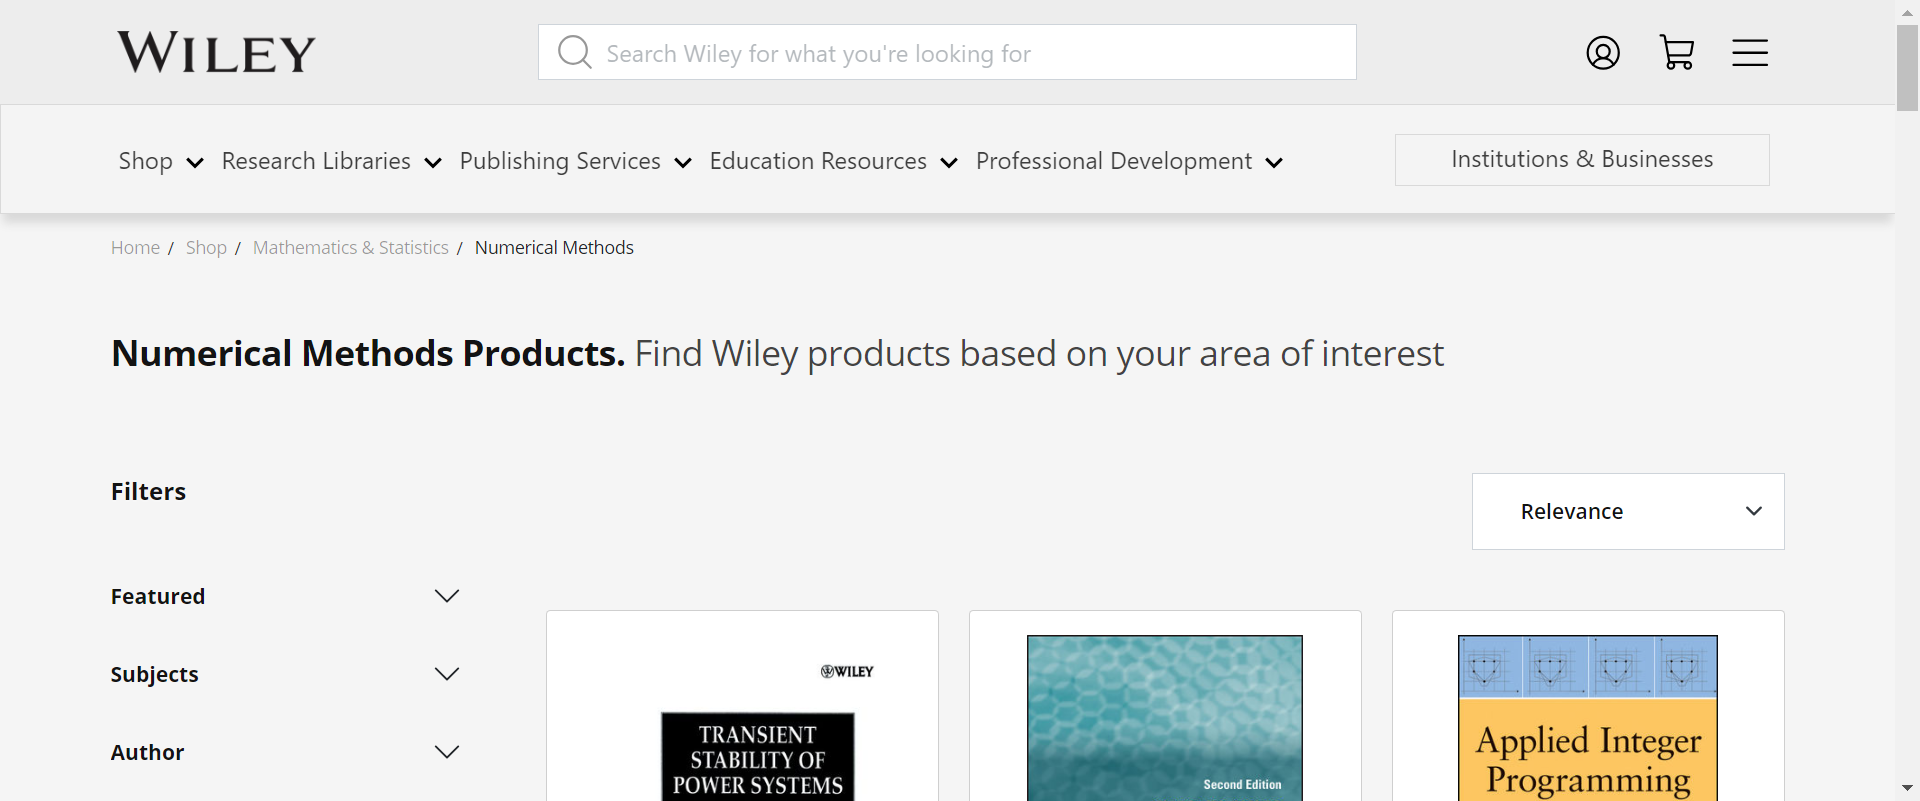 WILEY
Search Wiley for what you're looking for
Shop Research Libraries Publishing Services Education Resources Professional Development Institutions & Businesses
Home / Shop / Mathematics & Statistics / Numerical Methods
Numerical Methods Products. Find Wiley products based on your area of interest
Filters
Relevance
Featured
Subjects
Author
WILEY
TRANSIENT
STABILITY OF
POWER SYSTEMS
Second Edition
Applied Integer
Programming